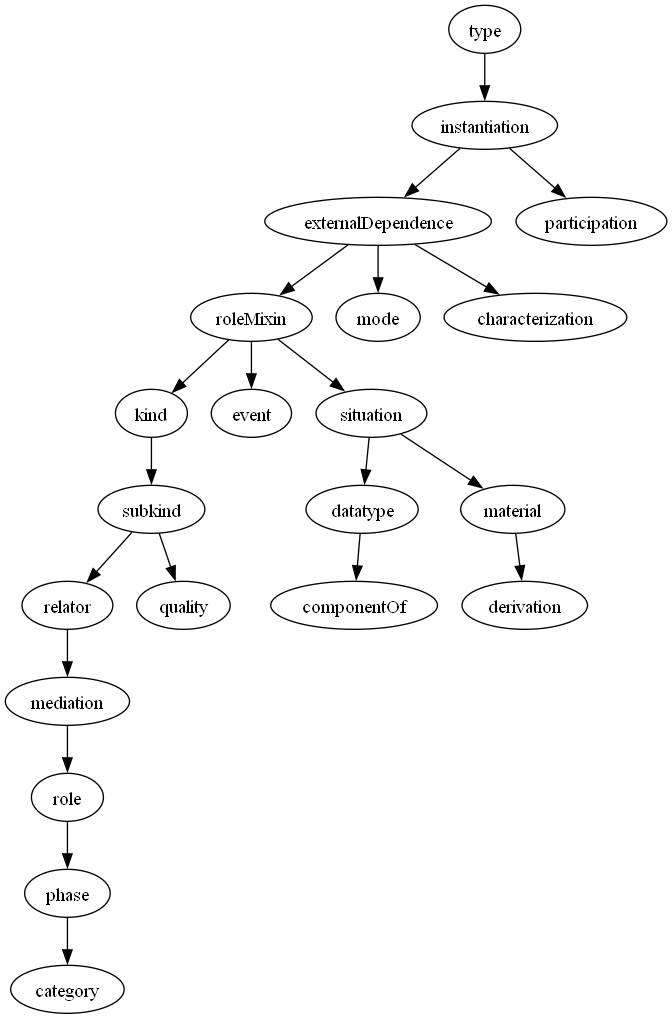 type
instantiation
externalDependence
participation
roleMixin
mode
characterization
kind
event
situation
subkind
datatype
material
relator
quality
componentOf
derivation
mediation
role
phase
category